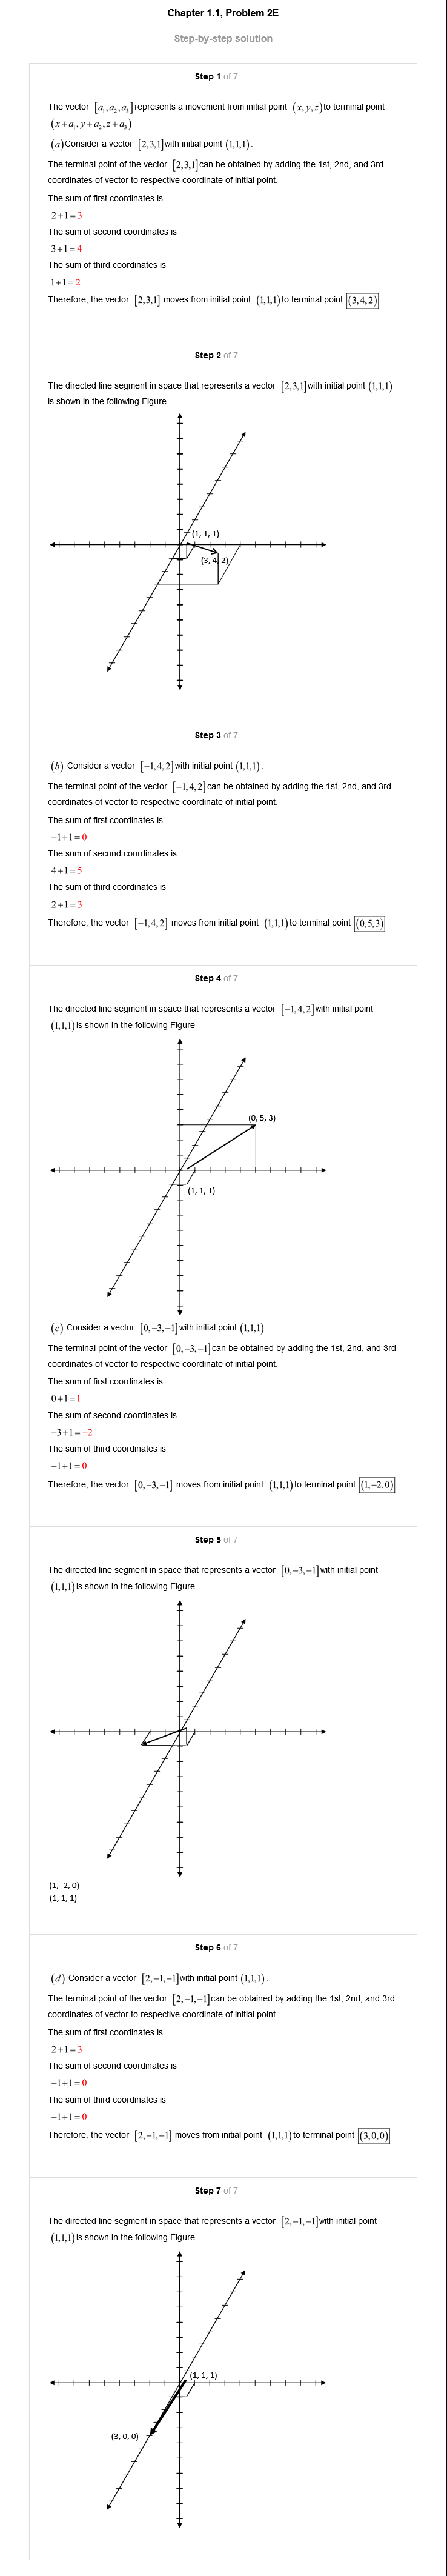 Chapter 1.1, Problem 2E
Step-by-step solution
Step 1 of 7
The vector [a₁,a₂,a₃] represents a movement from initial point (x,y,z) to terminal point
(x+a₁,y+a₂,z+a₃)
(a) Consider a vector [2,3,1] with initial point (1,1,1).
The terminal point of the vector [2,3,1] can be obtained by adding the 1st, 2nd, and 3rd
coordinates of vector to respective coordinate of initial point.
The sum of first coordinates is
2+1=3
The sum of second coordinates is
3+1=4
The sum of third coordinates is
1+1=2
Therefore, the vector [2,3,1] moves from initial point (1,1,1) to terminal point (3,4,2)
Step 2 of 7
The directed line segment in space that represents a vector [2,3,1] with initial point (1,1,1)
is shown in the following Figure
(1, 1, 1)
(3, 4, 2)
Step 3 of 7
(b) Consider a vector [−1,4,2] with initial point (1,1,1).
The terminal point of the vector [−1,4,2] can be obtained by adding the 1st, 2nd, and 3rd
coordinates of vector to respective coordinate of initial point.
The sum of first coordinates is
−1+1=0
The sum of second coordinates is
4+1=5
The sum of third coordinates is
2+1=3
Therefore, the vector [−1,4,2] moves from initial point (1,1,1) to terminal point (0,5,3)
Step 4 of 7
The directed line segment in space that represents a vector [−1,4,2] with initial point
(1,1,1) is shown in the following Figure
(0, 5, 3)
(1, 1, 1)
(c) Consider a vector [0,−3,−1] with initial point (1,1,1).
The terminal point of the vector [0,−3,−1] can be obtained by adding the 1st, 2nd, and 3rd
coordinates of vector to respective coordinate of initial point.
The sum of first coordinates is
0+1=1
The sum of second coordinates is
−3+1=−2
The sum of third coordinates is
−1+1=0
Therefore, the vector [0,−3,−1] moves from initial point (1,1,1) to terminal point (1,−2,0)
Step 5 of 7
The directed line segment in space that represents a vector [0,−3,−1] with initial point
(1,1,1) is shown in the following Figure
(1, -2, 0)
(1, 1, 1)
Step 6 of 7
(d) Consider a vector [2,−1,−1] with initial point (1,1,1).
The terminal point of the vector [2,−1,−1] can be obtained by adding the 1st, 2nd, and 3rd
coordinates of vector to respective coordinate of initial point.
The sum of first coordinates is
2+1=3
The sum of second coordinates is
−1+1=0
The sum of third coordinates is
−1+1=0
Therefore, the vector [2,−1,−1] moves from initial point (1,1,1) to terminal point (3,0,0)
Step 7 of 7
The directed line segment in space that represents a vector [2,−1,−1] with initial point
(1,1,1) is shown in the following Figure
(1, 1, 1)
(3, 0, 0)